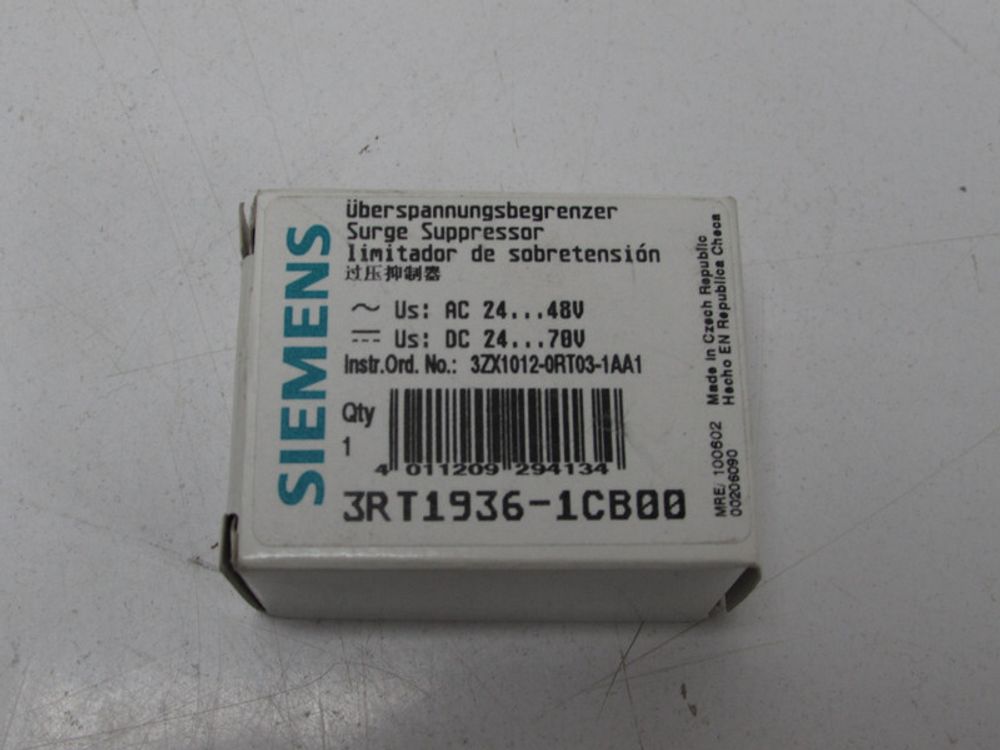 SIEMENS
Überspannungsbegrenzer
Surge Suppressor
limitador de sobretensión
过压抑制器
~ Us: AC 24...48V
⎓ Us: DC 24...70V
Instr.Ord. No.: 3ZX1012-0RT03-1AA1
Qty
1
4 011209 294134
3RT1936-1CB00
MRE/ 100602 Made in Czech Republic
00206090 Hecho EN Republica Checa